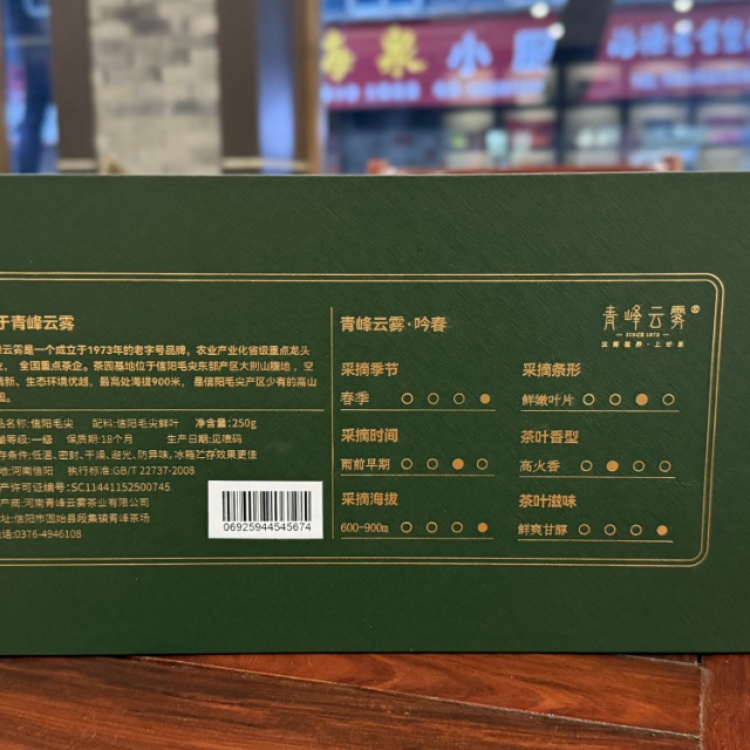 于青峰云雾
云雾是一个成立于1973年的老字号品牌，农业产业化省级重点龙头
，全国重点茶企。茶园基地位于信阳毛尖东部产区大别山腹地，空
清新、生态环境优越，最高处海拔900米，是信阳毛尖产区少有的高山
品名称:信阳毛尖 配料:信阳毛尖鲜叶 净含量:250g
量等级:一级 保质期:18个月 生产日期:见喷码
存条件:低温、密封、干燥、避光、防异味,冰箱贮存效果更佳
地:河南信阳 执行标准:GB/T 22737-2008
产许可证编号:SC11441152500745
产商:河南青峰云雾茶业有限公司
址:信阳市固始县段集镇青峰茶场
电话:0376-4946108
06925944545674
青峰云雾·吟春
采摘季节
春季
采摘时间
雨前早期
采摘海拔
600-900m
青峰云雾®
SINCE 1973
采摘条形
鲜嫩叶片
茶叶香型
高火香
茶叶滋味
鲜爽甘醇
泉 小